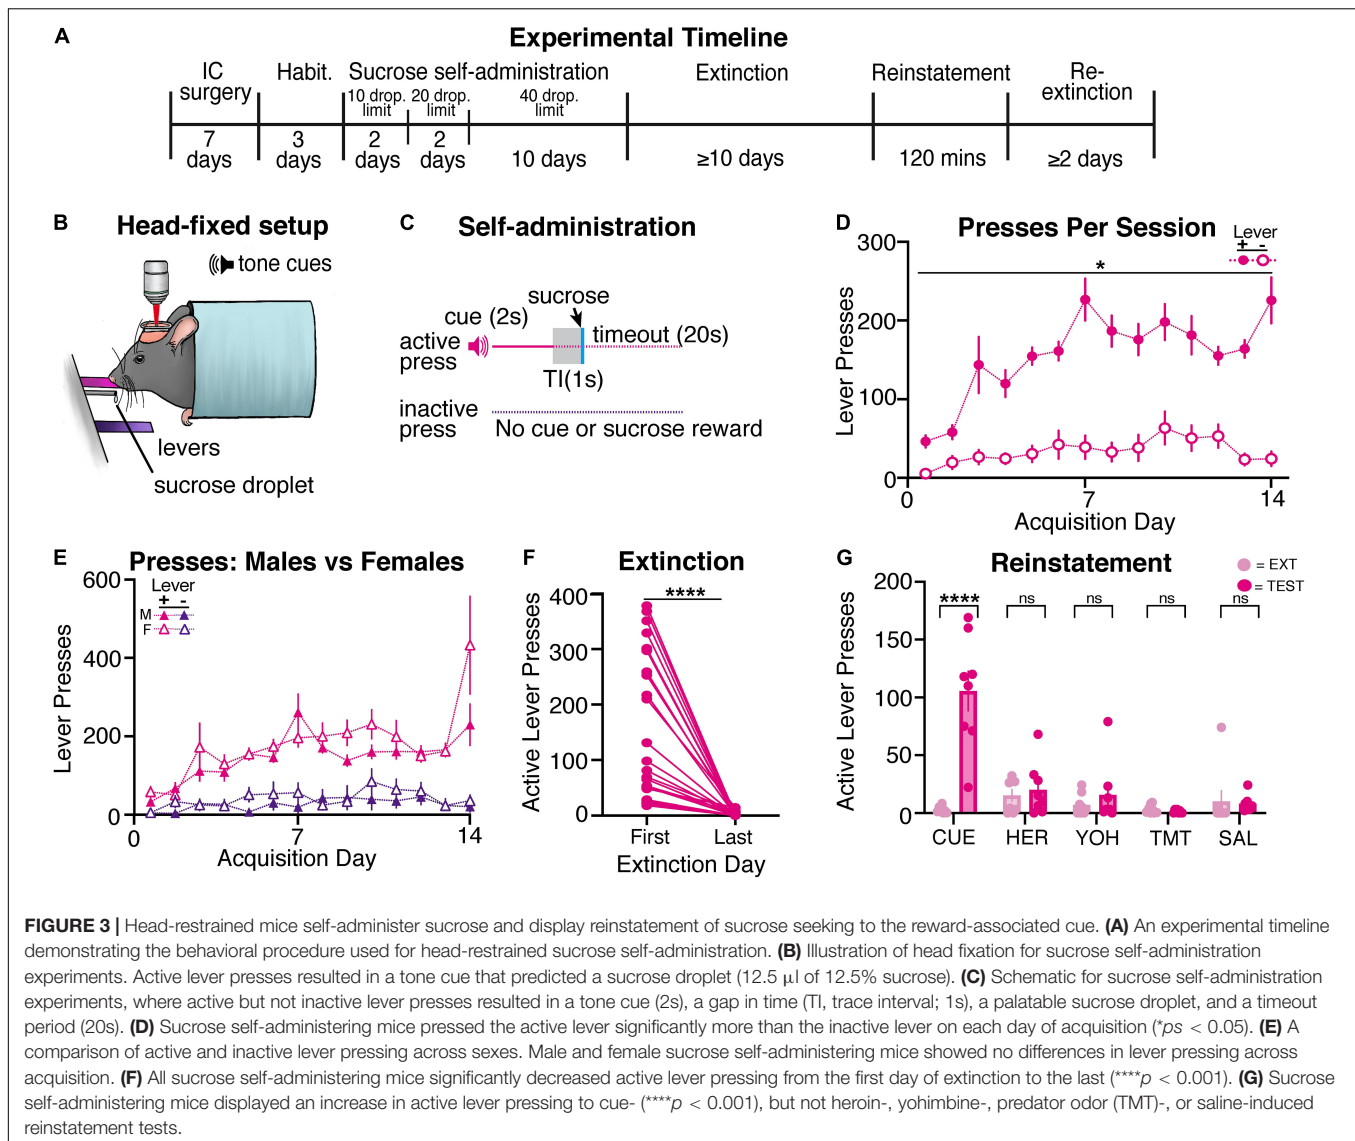 A
Experimental Timeline
IC surgery
Habit.
Sucrose self-administration
10 drop. limit
20 drop. limit
40 drop. limit
Extinction
Reinstatement
Re-extinction
7 days
3 days
2 days
2 days
10 days
≥10 days
120 mins
≥2 days
B
Head-fixed setup
tone cues
levers
sucrose droplet
C
Self-administration
sucrose
cue (2s)
timeout (20s)
active press
TI(1s)
inactive press
No cue or sucrose reward
D
Presses Per Session
Lever
+ -
*
Lever Presses
300
200
100
0
0
7
14
Acquisition Day
E
Presses: Males vs Females
Lever
+ -
M
F
Lever Presses
600
400
200
0
0
7
14
Acquisition Day
F
Extinction
****
Active Lever Presses
400
300
200
100
0
First
Last
Extinction Day
G
Reinstatement
= EXT
= TEST
****
ns
ns
ns
ns
Active Lever Presses
200
150
100
50
0
CUE
HER
YOH
TMT
SAL
FIGURE 3 | Head-restrained mice self-administer sucrose and display reinstatement of sucrose seeking to the reward-associated cue. (A) An experimental timeline
demonstrating the behavioral procedure used for head-restrained sucrose self-administration. (B) Illustration of head fixation for sucrose self-administration
experiments. Active lever presses resulted in a tone cue that predicted a sucrose droplet (12.5 μl of 12.5% sucrose). (C) Schematic for sucrose self-administration
experiments, where active but not inactive lever presses resulted in a tone cue (2s), a gap in time (TI, trace interval; 1s), a palatable sucrose droplet, and a timeout
period (20s). (D) Sucrose self-administering mice pressed the active lever significantly more than the inactive lever on each day of acquisition (*ps < 0.05). (E) A
comparison of active and inactive lever pressing across sexes. Male and female sucrose self-administering mice showed no differences in lever pressing across
acquisition. (F) All sucrose self-administering mice significantly decreased active lever pressing from the first day of extinction to the last (****p < 0.001). (G) Sucrose
self-administering mice displayed an increase in active lever pressing to cue- (****p < 0.001), but not heroin-, yohimbine-, predator odor (TMT)-, or saline-induced
reinstatement tests.